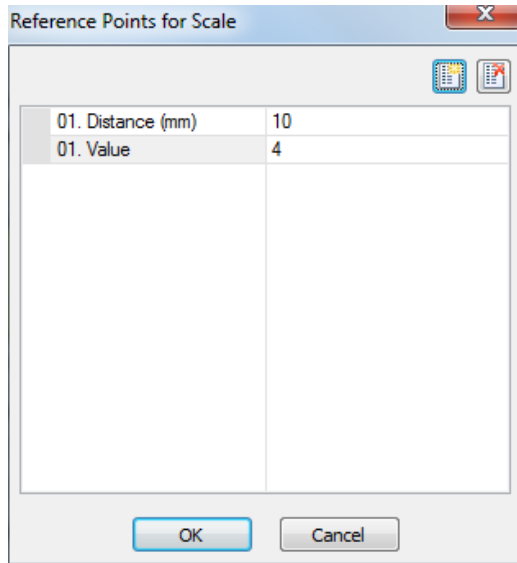 Reference Points for Scale
01. Distance (mm) 10
01. Value 4
OK Cancel